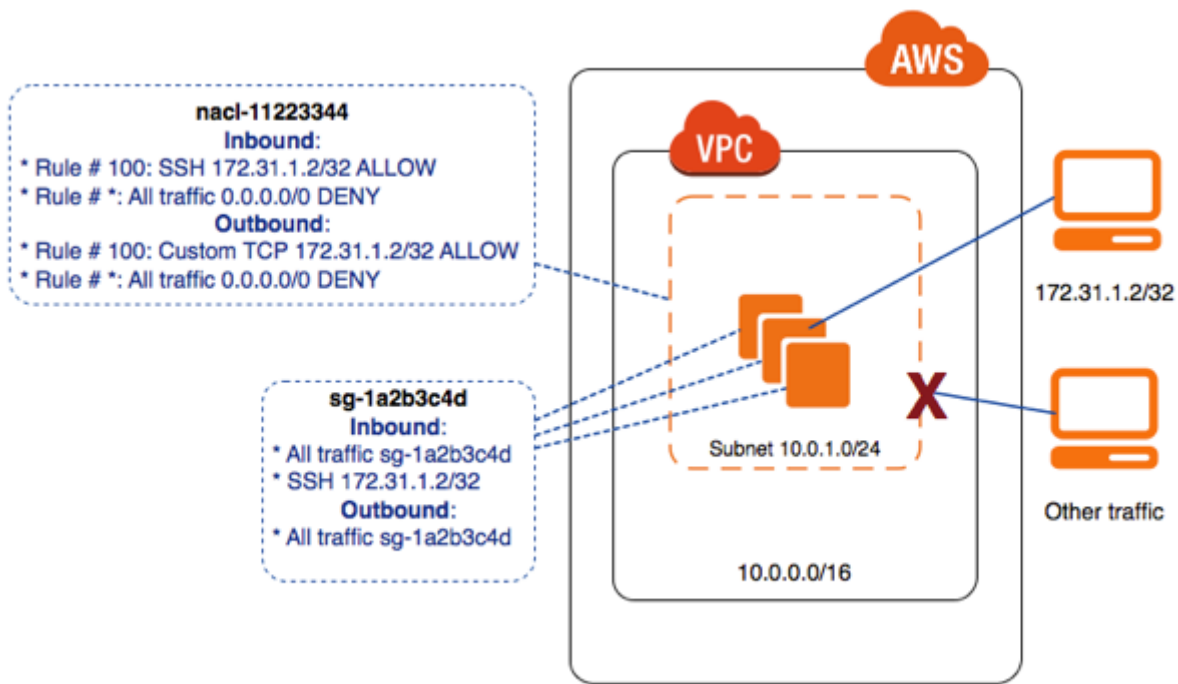 AWS
VPC
nacl-11223344
Inbound:
* Rule # 100: SSH 172.31.1.2/32 ALLOW
* Rule # *: All traffic 0.0.0.0/0 DENY
Outbound:
* Rule # 100: Custom TCP 172.31.1.2/32 ALLOW
* Rule # *: All traffic 0.0.0.0/0 DENY
172.31.1.2/32
sg-1a2b3c4d
Inbound:
* All traffic sg-1a2b3c4d
* SSH 172.31.1.2/32
Outbound:
* All traffic sg-1a2b3c4d
X
Subnet 10.0.1.0/24
Other traffic
10.0.0.0/16